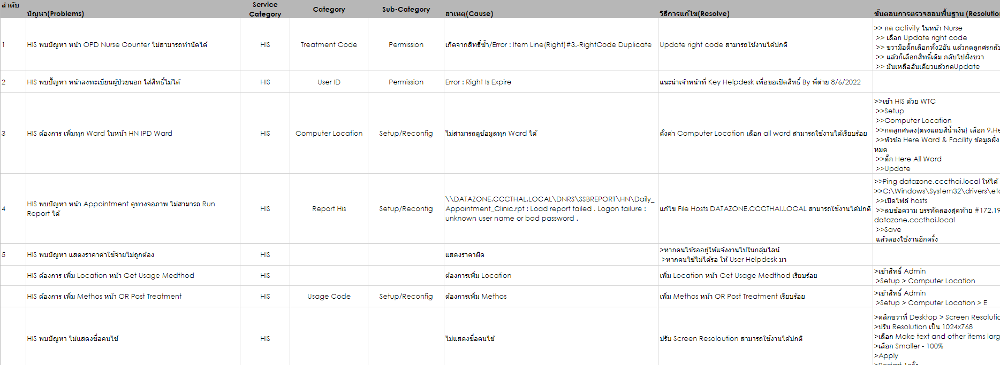 ลำดับ
ปัญหา(Problems)
Service
Category
Category
Sub-Category
สาเหตุ(Cause)
วิธีการแก้ไข(Resolve)
ขั้นตอนการตรวจสอบพื้นฐาน (Resolution
1
HIS พบปัญหา หน้า OPD Nurse Counter ไม่สามารถทำนัดได้
HIS
Treatment Code
Permission
เกิดจากสิทธิ์ซ้ำ/Error : Item Line(Right)#3.-RightCode Duplicate
Update right code สามารถใช้งานได้ปกติ
>> กด activity ในหน้า Nurse
>> เลือก Update right code
>> ขวามือติ๊กเลือกทั้ง2อัน แล้วกดลูกศรกลับ
>> แล้วก็เลือกสิทธิ์เดิม กลับไปฝั่งขวา
>> มันเหลืออันเดียวแล้วกดUpdate
2
HIS พบปัญหา หน้าลงทะเบียนผู้ป่วยนอก ใส่สิทธิ์ไม่ได้
HIS
User ID
Permission
Error : Right Is Expire
แนะนำเจ้าหน้าที่ Key Helpdesk เพื่อขอเปิดสิทธิ์ By พี่ต่าย 8/6/2022
3
HIS ต้องการ เพิ่มทุก Ward ในหน้า HN IPD Ward
HIS
Computer Location
Setup/Reconfig
ไม่สามารถดูข้อมูลทุก Ward ได้
ตั้งค่า Computer Location เลือก all ward สามารถใช้งานได้เรียบร้อย
>>เข้า HIS ด้วย WTC
>>Setup
>>Computer Location
>>กดลูกศรลง(ตรงแถบสีน้ำเงิน) เลือก 9.He
>>หัวข้อ Here Ward & Facility ข้อมูลฝั่ง
หมด
>>ติ๊ก Here All Ward
>>Update
4
HIS พบปัญหา หน้า Appointment ดูทางจอภาพ ไม่สามารถ Run
Report ได้
HIS
Report His
Setup/Reconfig
\\DATAZONE.CCCTHAI.LOCAL\DNRS\SSBREPORT\HN\Daily_
Appointment_Clinic.rpt : Load report failed . Logon failure :
unknown user name or bad password .
แก้ไข File Hosts DATAZONE.CCCTHAI.LOCAL สามารถใช้งานได้ปกติ
>>Ping datazone.cccthai.local ให้ได้
>>C:\Windows\System32\drivers\etc
>>เปิดไฟล์ hosts
>>ลบข้อความ บรรทัดลองสุดท้าย #172.19
datazone.cccthai.local
>>Save
แล้วลองใช้งานอีกครั้ง
5
HIS พบปัญหา แสดงราคาค่าใช้จ่ายไม่ถูกต้อง
HIS
แสดงราคาผิด
>หากคนไข้รออยู่ให้แจ้งงานไปในกลุ่มไลน์
>หากคนไข้ไม่ได้รอ ให้ User Helpdesk มา
HIS ต้องการ เพิ่ม Location หน้า Get Usage Medthod
HIS
ต้องการเพิ่ม Location
เพิ่ม Location หน้า Get Usage Medthod เรียบร้อย
>เข้าสิทธิ์ Admin
>Setup > Computer Location
HIS ต้องการ เพิ่ม Methos หน้า OR Post Treatment
HIS
Usage Code
Setup/Reconfig
ต้องการเพิ่ม Methos
เพิ่ม Methos หน้า OR Post Treatment เรียบร้อย
>เข้าสิทธิ์ Admin
>Setup > Computer Location > E
HIS พบปัญหา ไม่แสดงชื่อคนไข้
HIS
ไม่แสดงชื่อคนไข้
ปรับ Screen Resoloution สามารถใช้งานได้ปกติ
>คลิกขวาที่ Desktop > Screen Resolutio
>ปรับ Resolution เป็น 1024x768
>เลือก Make text and other items larg
>เลือก Smaller - 100%
>Apply